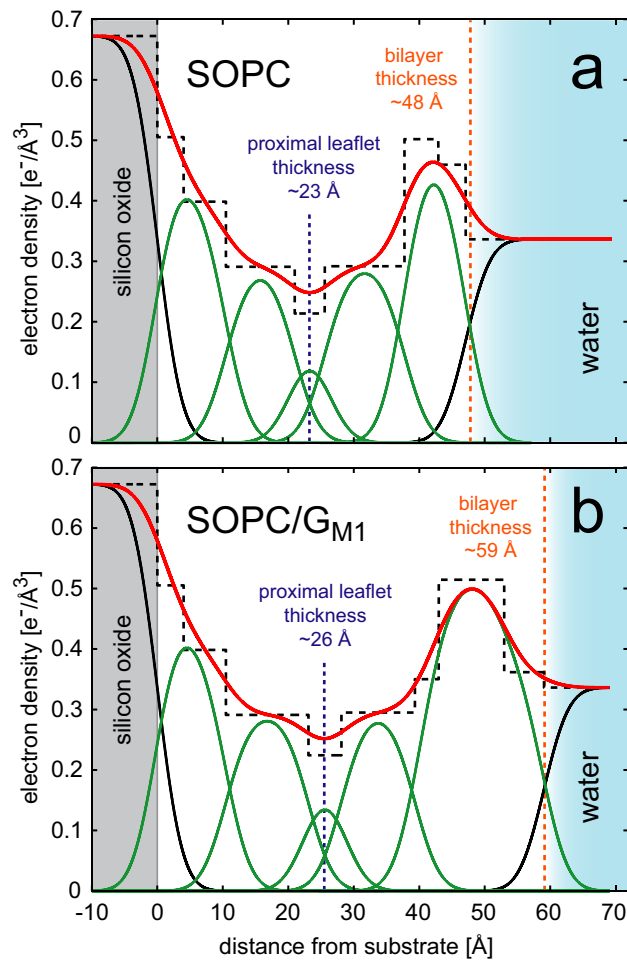 0.7
0.6
0.5
0.4
0.3
0.2
0.1
0
electron density [e⁻/Å³]
silicon oxide
SOPC
proximal leaflet
thickness
~23 Å
bilayer
thickness
~48 Å
a
water
0.7
0.6
0.5
0.4
0.3
0.2
0.1
0
electron density [e⁻/Å³]
silicon oxide
SOPC/G_M1
proximal leaflet
thickness
~26 Å
bilayer
thickness
~59 Å
b
water
-10 0 10 20 30 40 50 60 70
distance from substrate [Å]